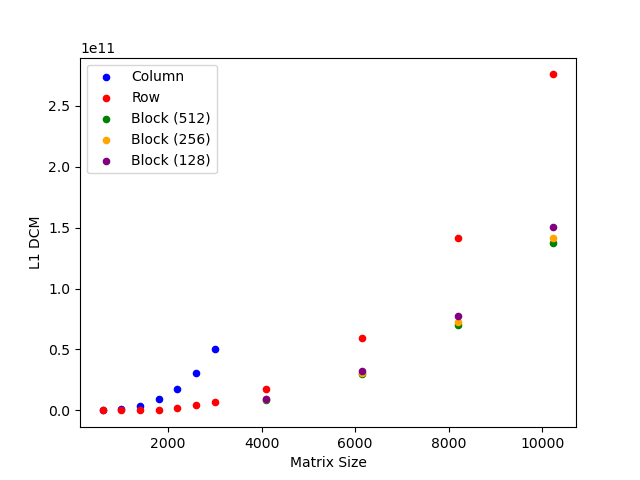 1e11
Column
Row
Block (512)
Block (256)
Block (128)
2.5
2.0
1.5
1.0
0.5
0.0
L1 DCM
2000
4000
6000
8000
10000
Matrix Size